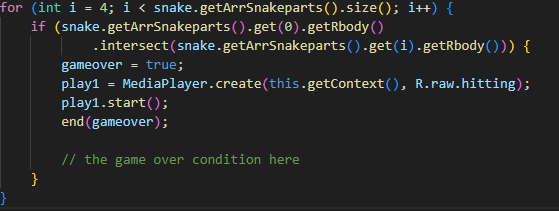 for (int i = 4; i < snake.getArrSnakeparts().size(); i++) {
    if (snake.getArrSnakeparts().get(0).getRbody()
            .intersect(snake.getArrSnakeparts().get(i).getRbody())) {
        gameover = true;
        play1 = MediaPlayer.create(this.getContext(), R.raw.hitting);
        play1.start();
        end(gameover);

        // the game over condition here
    }
}